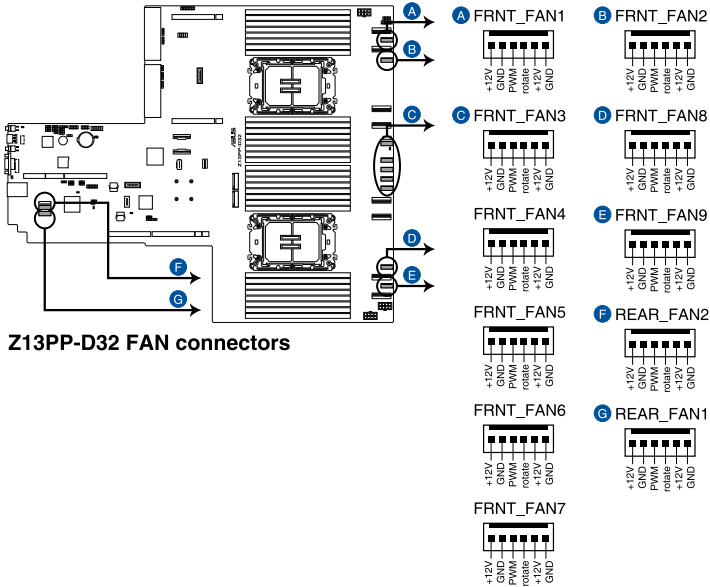 A
B
C
D
E
F
G
/ISUS
Z13PP-D32
Z13PP-D32 FAN connectors
A FRNT_FAN1
+12V
GND
PWM
rotate
+12V
GND
B FRNT_FAN2
+12V
GND
PWM
rotate
+12V
GND
C FRNT_FAN3
+12V
GND
PWM
rotate
+12V
GND
D FRNT_FAN8
+12V
GND
PWM
rotate
+12V
GND
FRNT_FAN4
+12V
GND
PWM
rotate
+12V
GND
E FRNT_FAN9
+12V
GND
PWM
rotate
+12V
GND
FRNT_FAN5
+12V
GND
PWM
rotate
+12V
GND
F REAR_FAN2
+12V
GND
PWM
rotate
+12V
GND
FRNT_FAN6
+12V
GND
PWM
rotate
+12V
GND
G REAR_FAN1
+12V
GND
PWM
rotate
+12V
GND
FRNT_FAN7
+12V
GND
PWM
rotate
+12V
GND